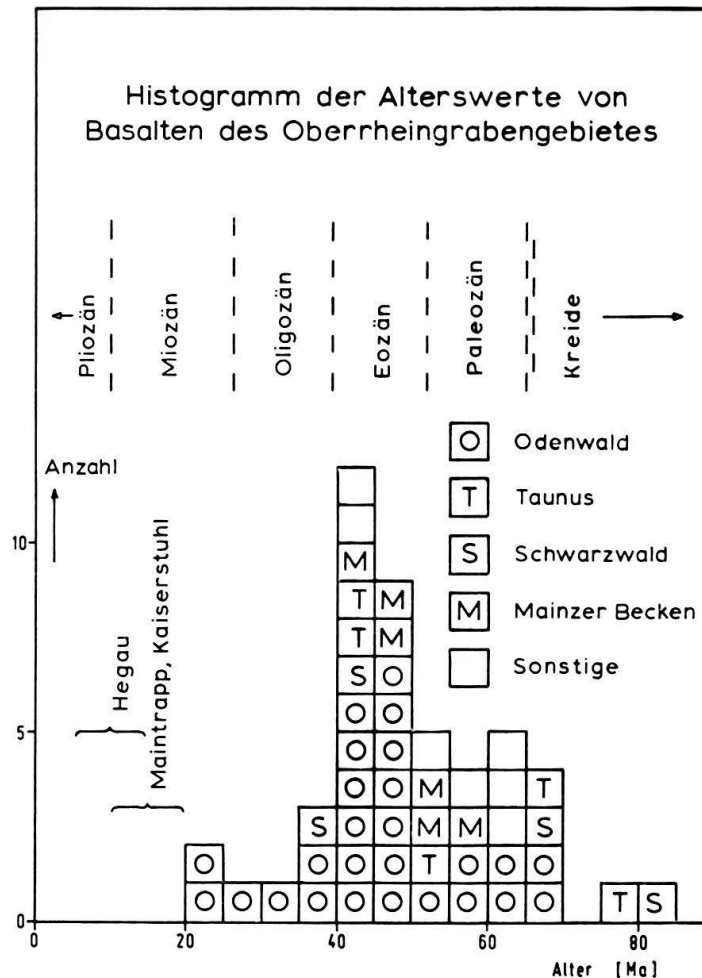 Histogramm der Alterswerte von
Basalten des Oberrheingrabengebietes
Pliozän
Miozän
Oligozän
Eozän
Paleozän
Kreide
Anzahl
10
5
0
Hegau
Maintrapp, Kaiserstuhl
O Odenwald
T Taunus
S Schwarzwald
M Mainzer Becken
Sonstige
M
T M
T M
S O
O O
O O
O O M T
S O O M M S
O O O O T O O O
O O O O O O O O O O T S
0 20 40 60 80
Alter [Ma]